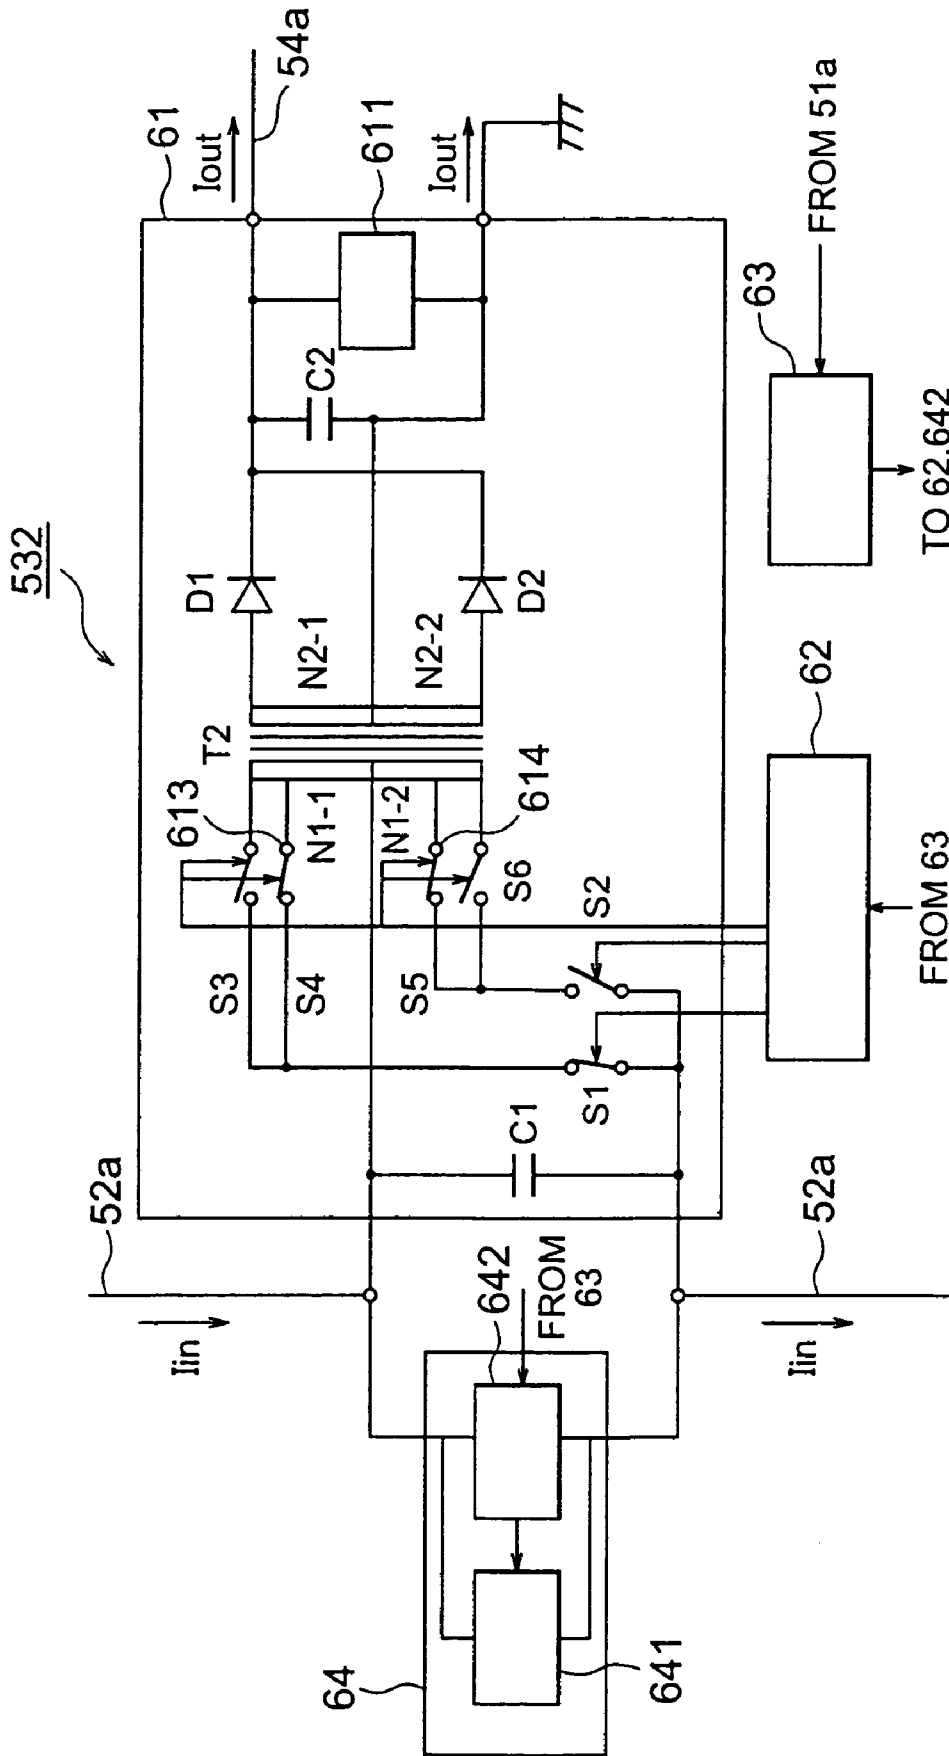 532
61
Iout
54a
T2
D1
N2-1
C2
611
Iout
N2-2
D2
613
N1-1
N1-2
614
S3
S4
S5
S6
S2
S1
C1
52a
Iin
642
FROM
63
64
641
52a
Iin
62
FROM 63
63
FROM 51a
TO 62,642